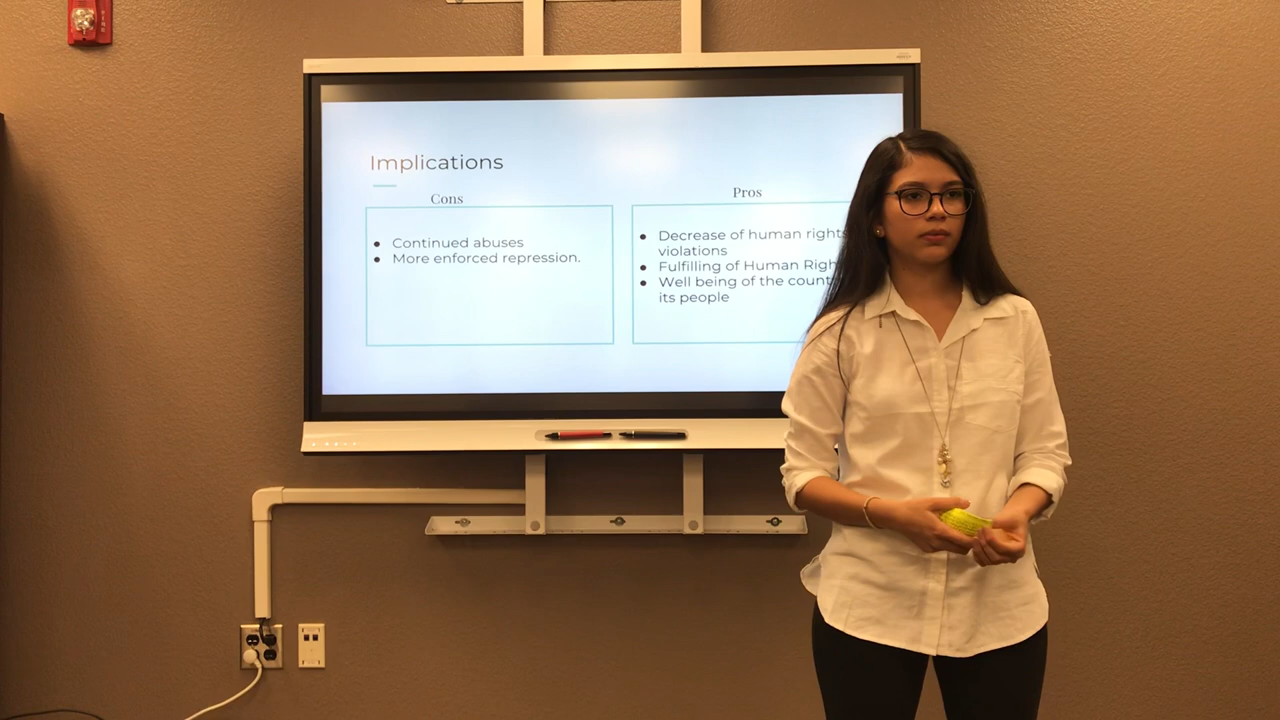 Implications
Cons
Continued abuses
More enforced repression.
Pros
Decrease of human rights
violations
Fulfilling of Human
Well being of the
its people